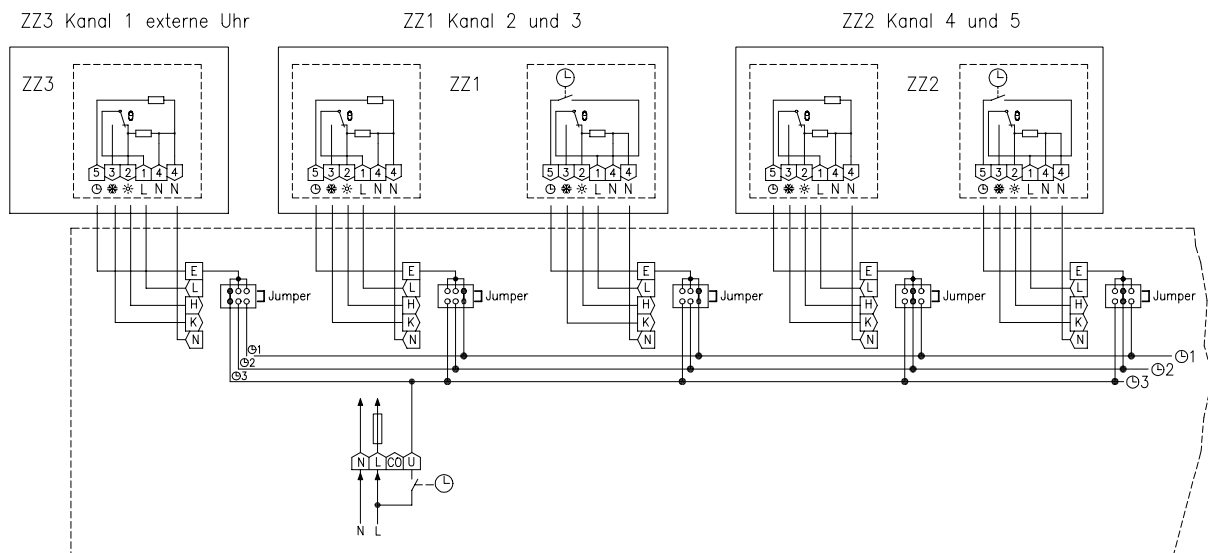 ZZ3 Kanal 1 externe Uhr
ZZ1 Kanal 2 und 3
ZZ2 Kanal 4 und 5
ZZ3
ZZ1
ZZ2
5 3 2 1 4 4
L N N
5 3 2 1 4 4
L N N
5 3 2 1 4 4
L N N
5 3 2 1 4 4
L N N
5 3 2 1 4 4
L N N
E
L
H
K
N
Jumper
E
L
H
K
N
Jumper
E
L
H
K
N
Jumper
E
L
H
K
N
Jumper
E
L
H
K
N
Jumper
1
2
3
1
2
3
N L CO U
N L